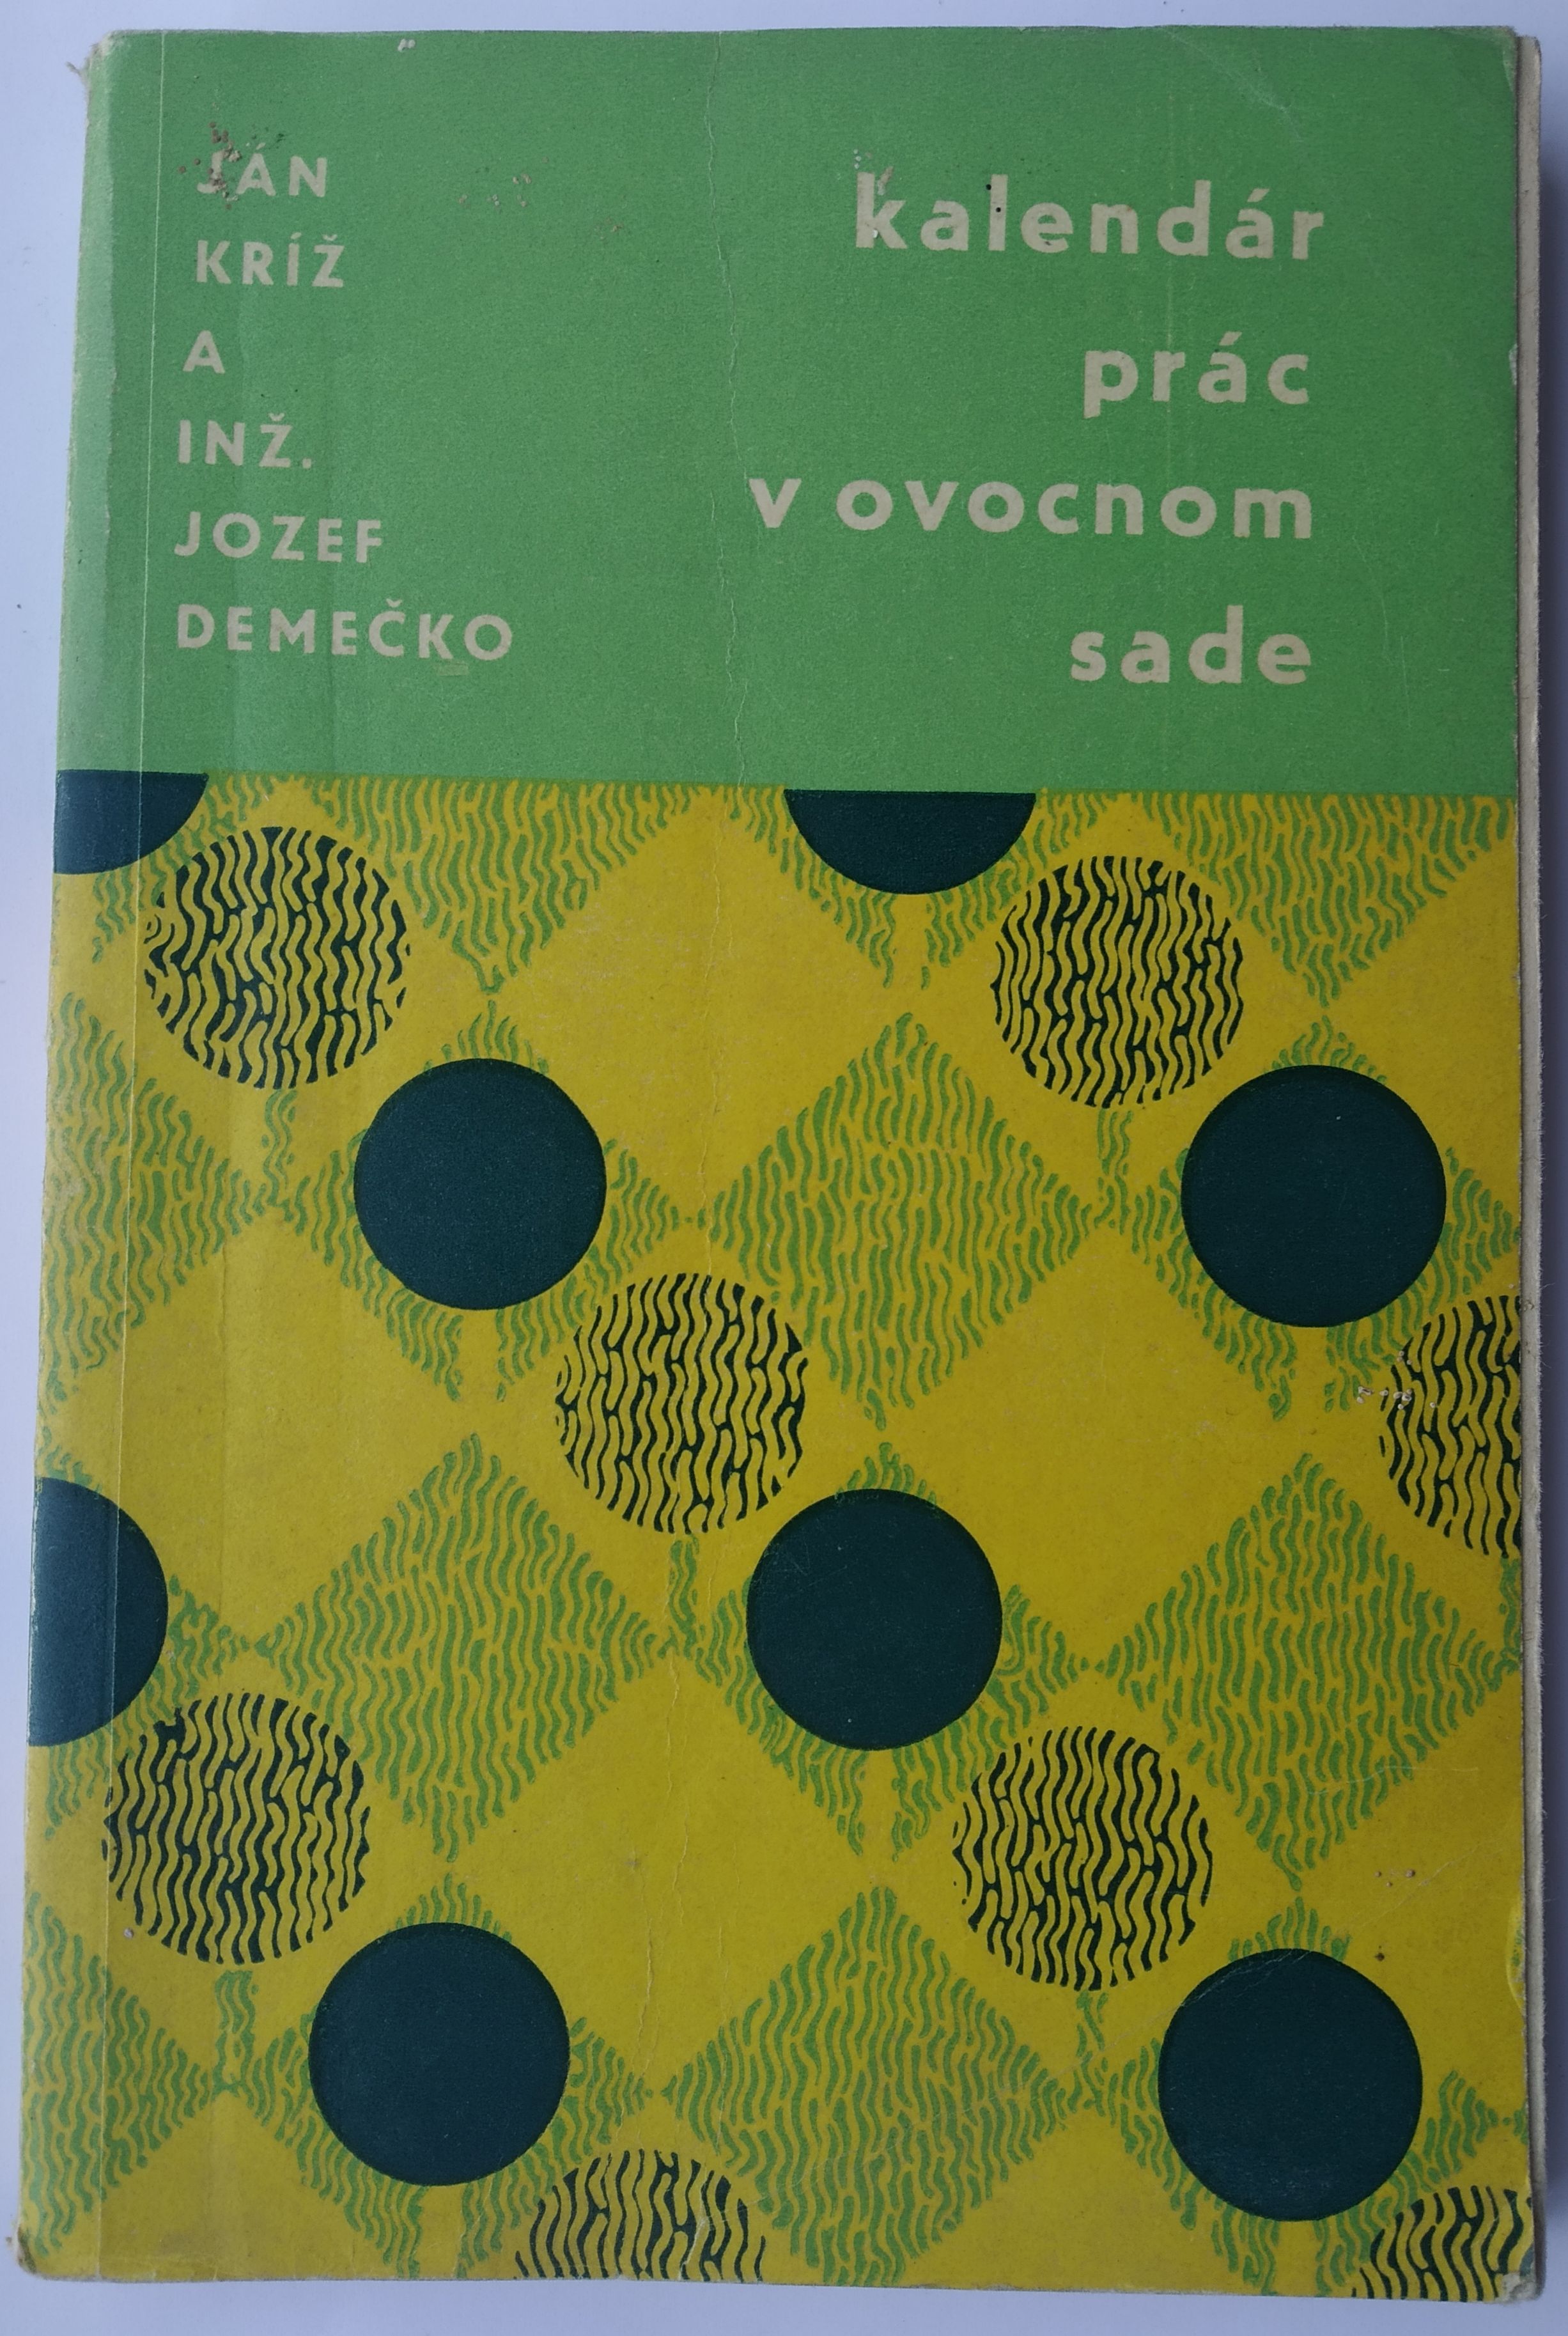 JÁN
KRÍŽ
A
INŽ.
JOZEF
DEMEČKO
kalendár
prác
v ovocnom
sade